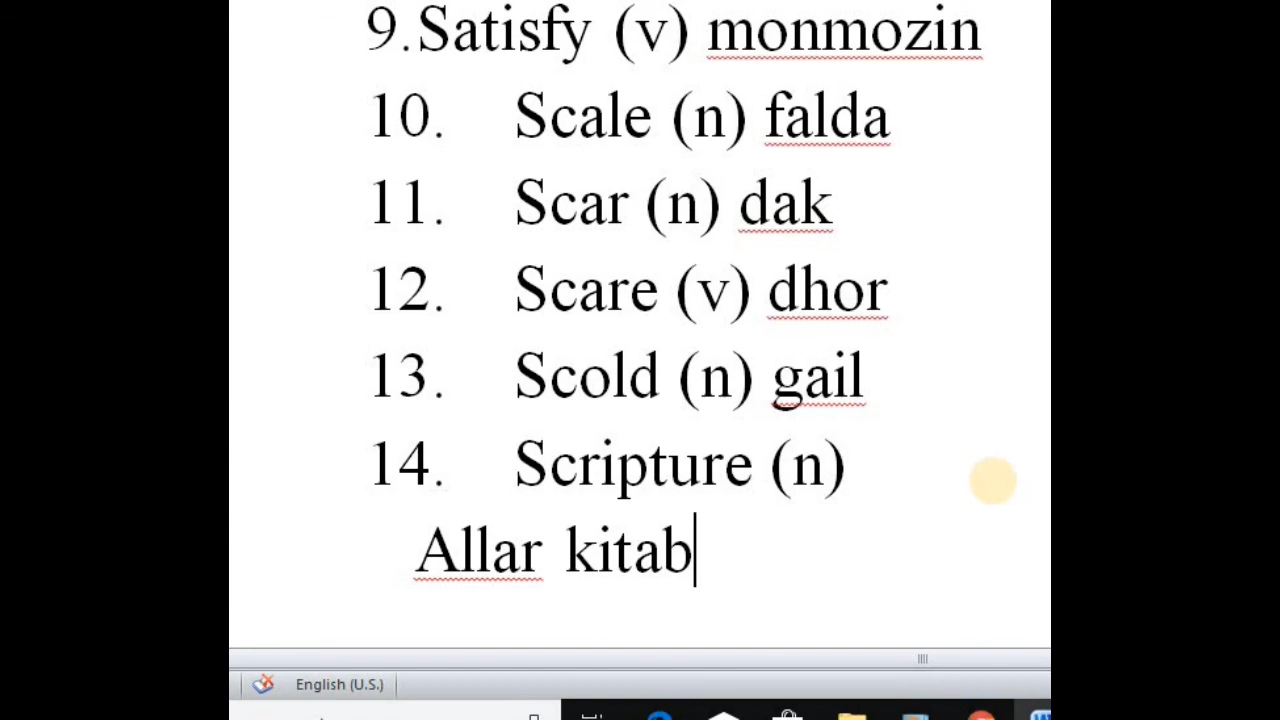 9. Satisfy (v) monmozin
10. Scale (n) falda
11. Scar (n) dak
12. Scare (v) dhor
13. Scold (n) gail
14. Scripture (n)
Allar kitab
English (U.S.)